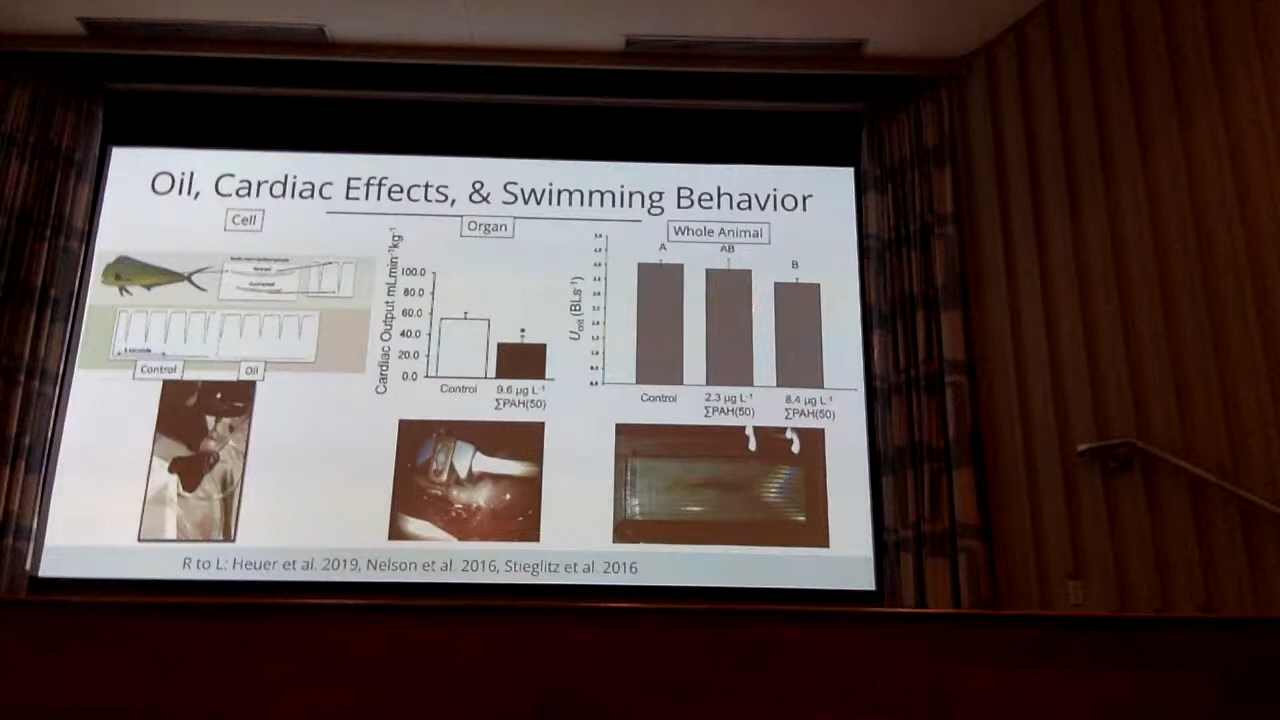 Oil, Cardiac Effects, & Swimming Behavior
Cell
Organ
Whole Animal
Control
Oil
Cardiac Output mLmin⁻¹kg⁻¹
100.0
80.0
60.0
40.0
20.0
0.0
*
Control
9.6 µg L⁻¹
∑PAH(50)
Ucrit (BLs⁻¹)
A
AB
B
Control
2.3 µg L⁻¹
∑PAH(50)
8.4 µg L⁻¹
∑PAH(50)
R to L: Heuer et al. 2019, Nelson et al. 2016, Stieglitz et al. 2016